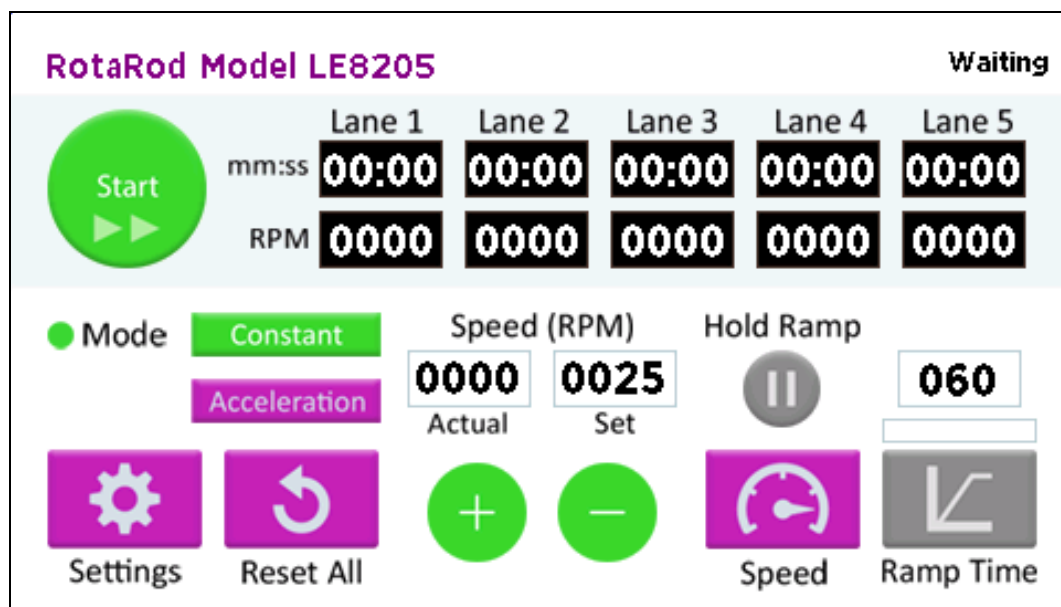 RotaRod Model LE8205
Waiting
Lane 1 Lane 2 Lane 3 Lane 4 Lane 5
Start
mm:ss 00:00 00:00 00:00 00:00 00:00
RPM 0000 0000 0000 0000 0000
Mode Constant Speed (RPM) Hold Ramp
Acceleration 0000 0025 060
Actual Set
Settings Reset All Speed Ramp Time